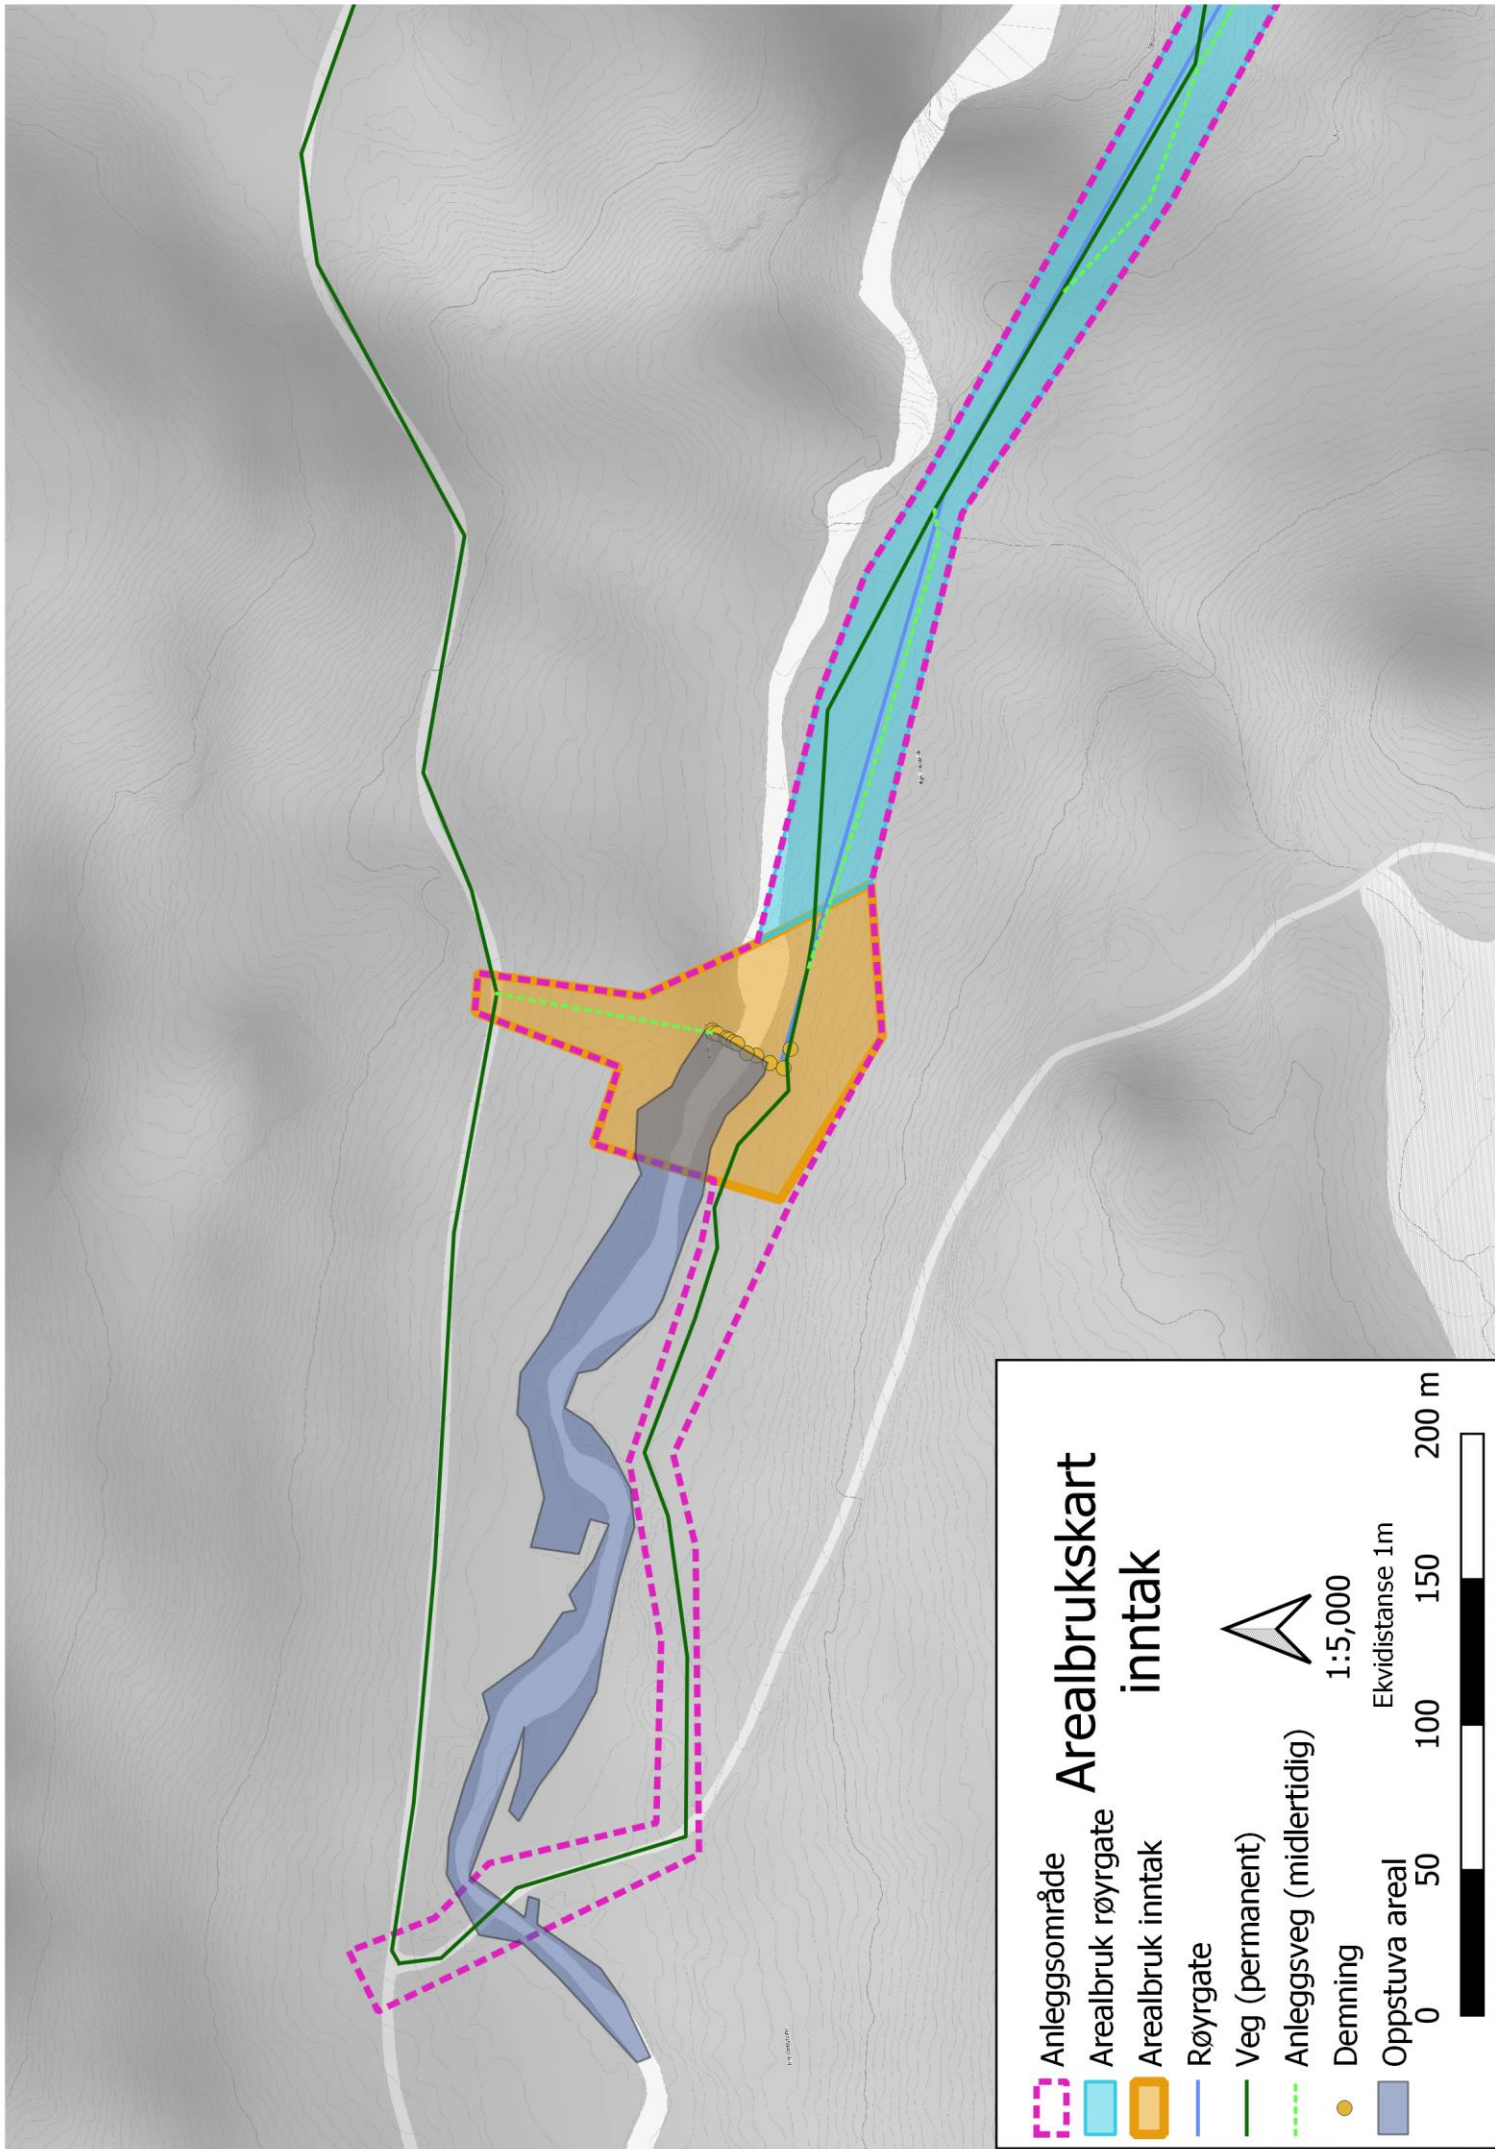 Arealbrukskart
inntak
Anleggsområde
Arealbruk røyrgate
Arealbruk inntak
Røyrgate
Veg (permanent)
Anleggsveg (midlertidig)
Demning
Oppstuva areal
1:5,000
Ekvidistanse 1m
0 50 100 150 200 m